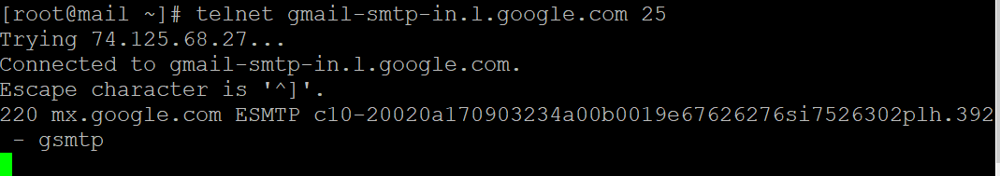 [root@mail ~]# telnet gmail-smtp-in.l.google.com 25
Trying 74.125.68.27...
Connected to gmail-smtp-in.l.google.com.
Escape character is '^]'.
220 mx.google.com ESMTP c10-20020a170903234a00b0019e67626276si7526302plh.392
 - gsmtp